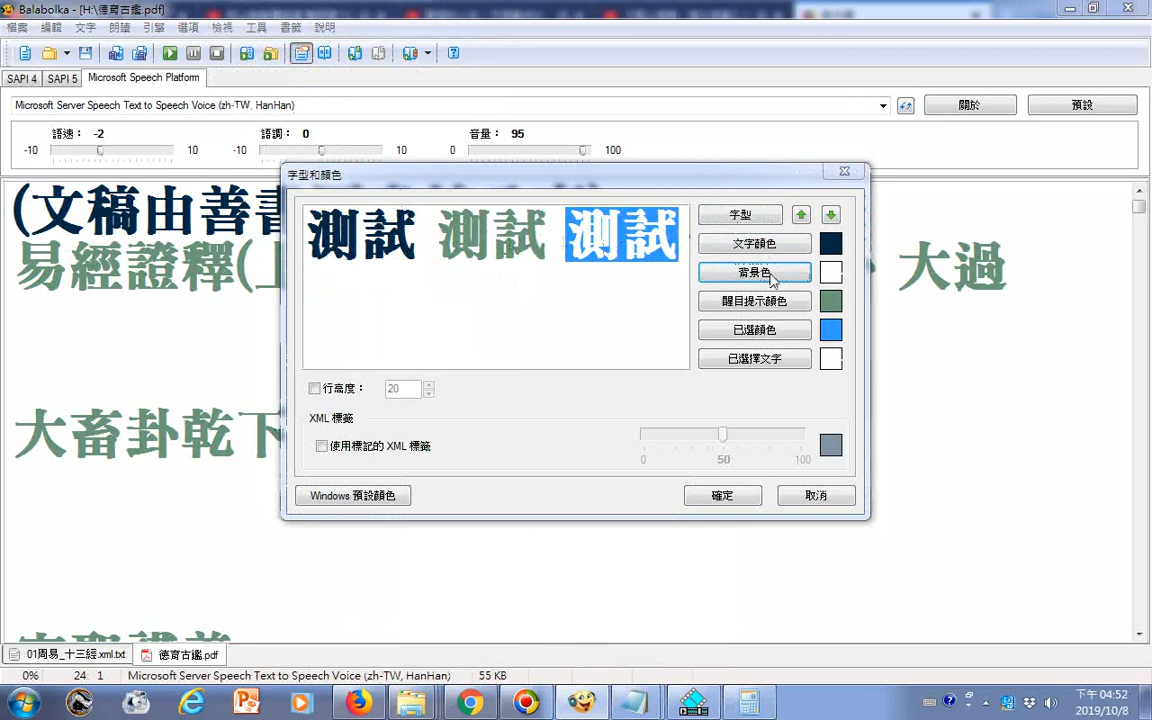 Balabolka - [H:\德育古鑑.pdf]
檔案 編輯 文字 朗讀 引擎 選項 檢視 工具 書籤 說明
SAPI 4 SAPI 5 Microsoft Speech Platform
Microsoft Server Speech Text to Speech Voice (zh-TW, HanHan) 關於 預設
語速： -2 語調： 0 音量： 95
-10 10 -10 10 0 100
(文稿由善書
易經證釋(上 大過
大畜卦乾下
字型和顏色
測試 測試 測試
字型
文字顏色
背景色
醒目提示顏色
已選顏色
已選擇文字
行高度： 20
XML 標籤
使用標記的 XML 標籤
0 50 100
Windows 預設顏色 確定 取消
01周易_十三經.xml.txt 德育古鑑.pdf
0% 24: 1 Microsoft Server Speech Text to Speech Voice (zh-TW, HanHan) 55 KB
下午 04:52
2019/10/8